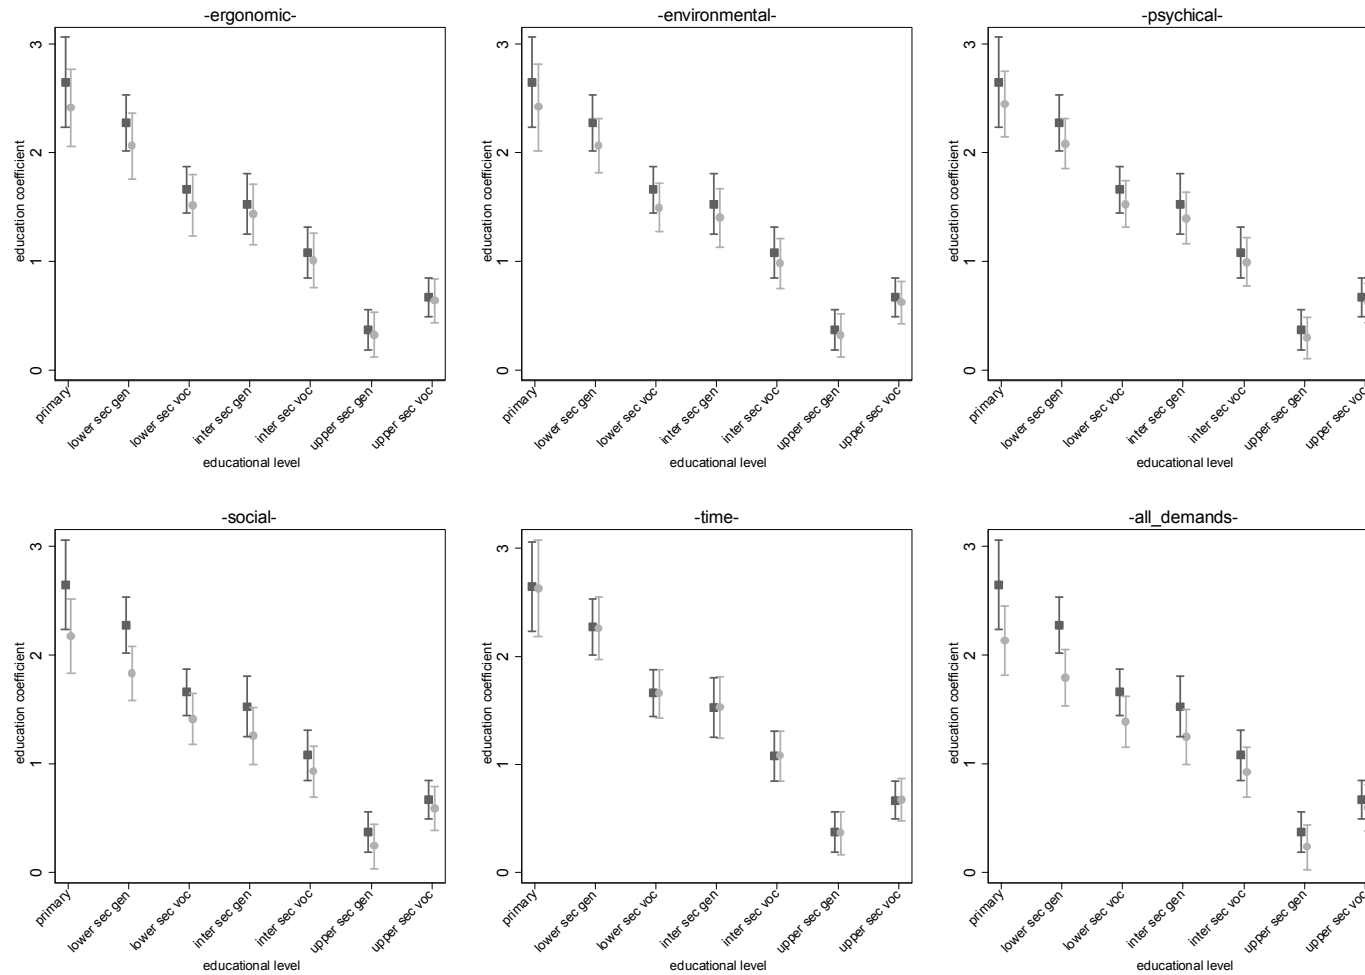 -ergonomic-
education coefficient
3
2
1
0
primary
lower sec gen
lower sec voc
inter sec gen
inter sec voc
upper sec gen
upper sec voc
educational level
-environmental-
education coefficient
3
2
1
0
primary
lower sec gen
lower sec voc
inter sec gen
inter sec voc
upper sec gen
upper sec voc
educational level
-psychical-
education coefficient
3
2
1
0
primary
lower sec gen
lower sec voc
inter sec gen
inter sec voc
upper sec gen
upper sec voc
educational level
-social-
education coefficient
3
2
1
0
primary
lower sec gen
lower sec voc
inter sec gen
inter sec voc
upper sec gen
upper sec voc
educational level
-time-
education coefficient
3
2
1
0
primary
lower sec gen
lower sec voc
inter sec gen
inter sec voc
upper sec gen
upper sec voc
educational level
-all_demands-
education coefficient
3
2
1
0
primary
lower sec gen
lower sec voc
inter sec gen
inter sec voc
upper sec gen
upper sec voc
educational level